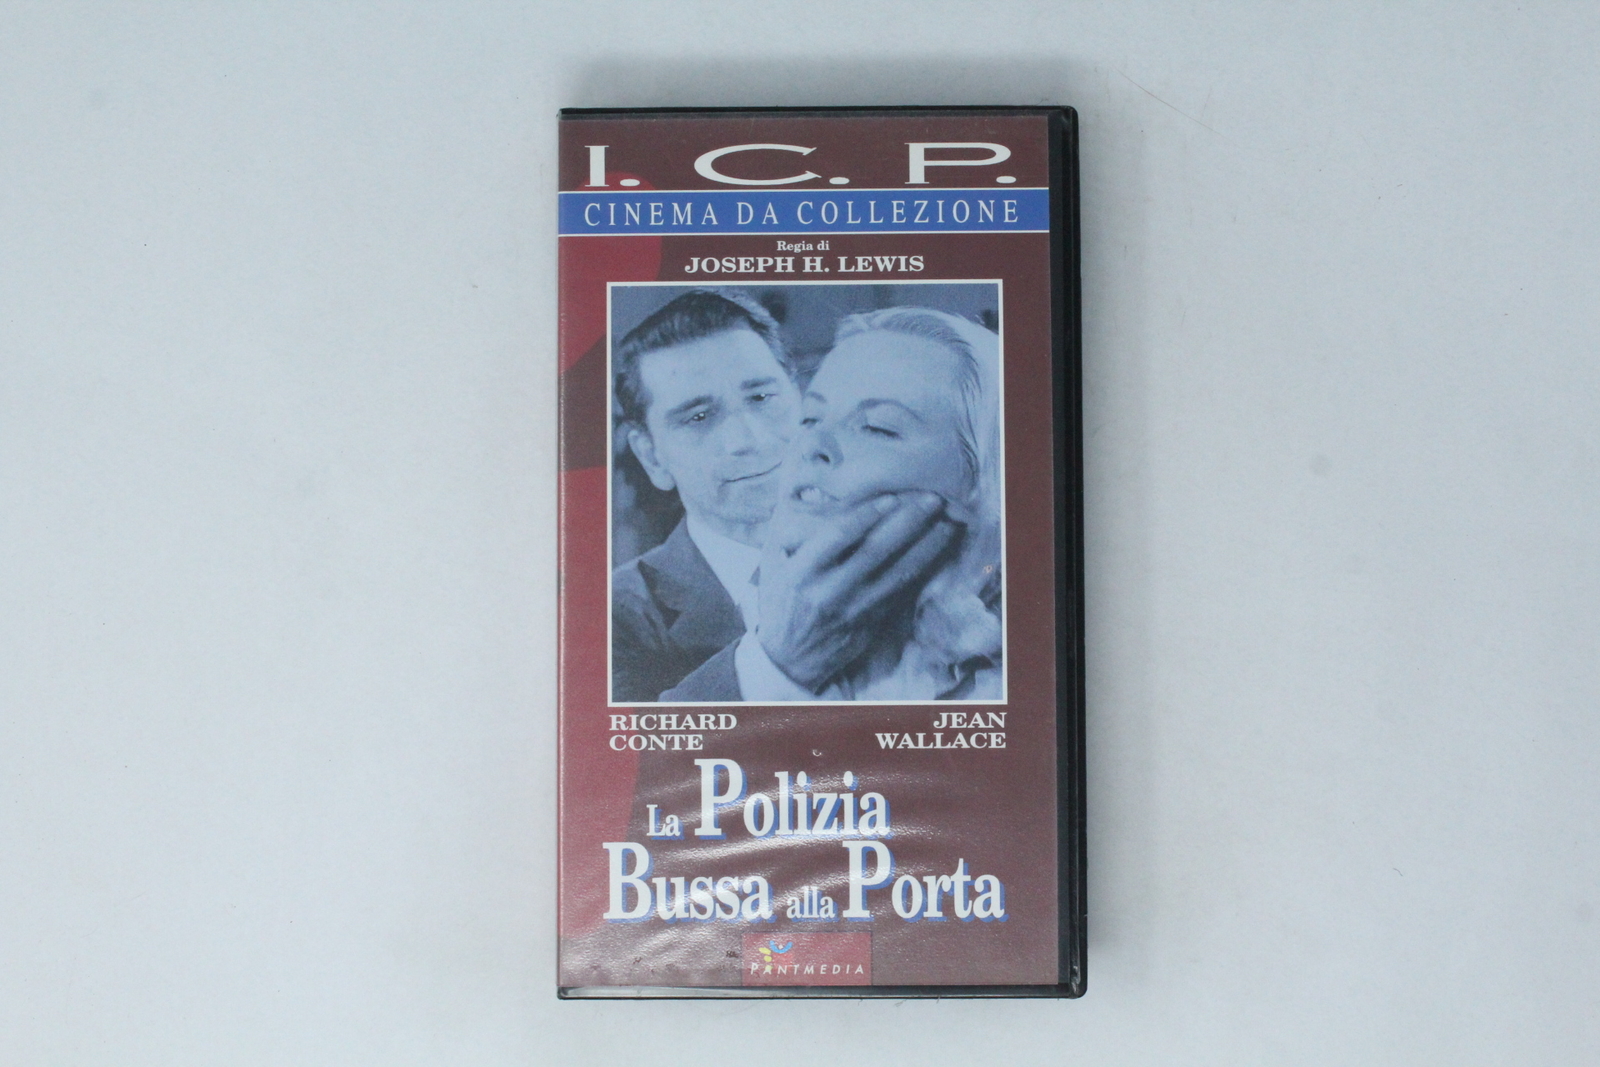 I. C. P.
CINEMA DA COLLEZIONE
Regia di
JOSEPH H. LEWIS
RICHARD CONTE
JEAN WALLACE
La Polizia
Bussa alla Porta
PANTMEDIA